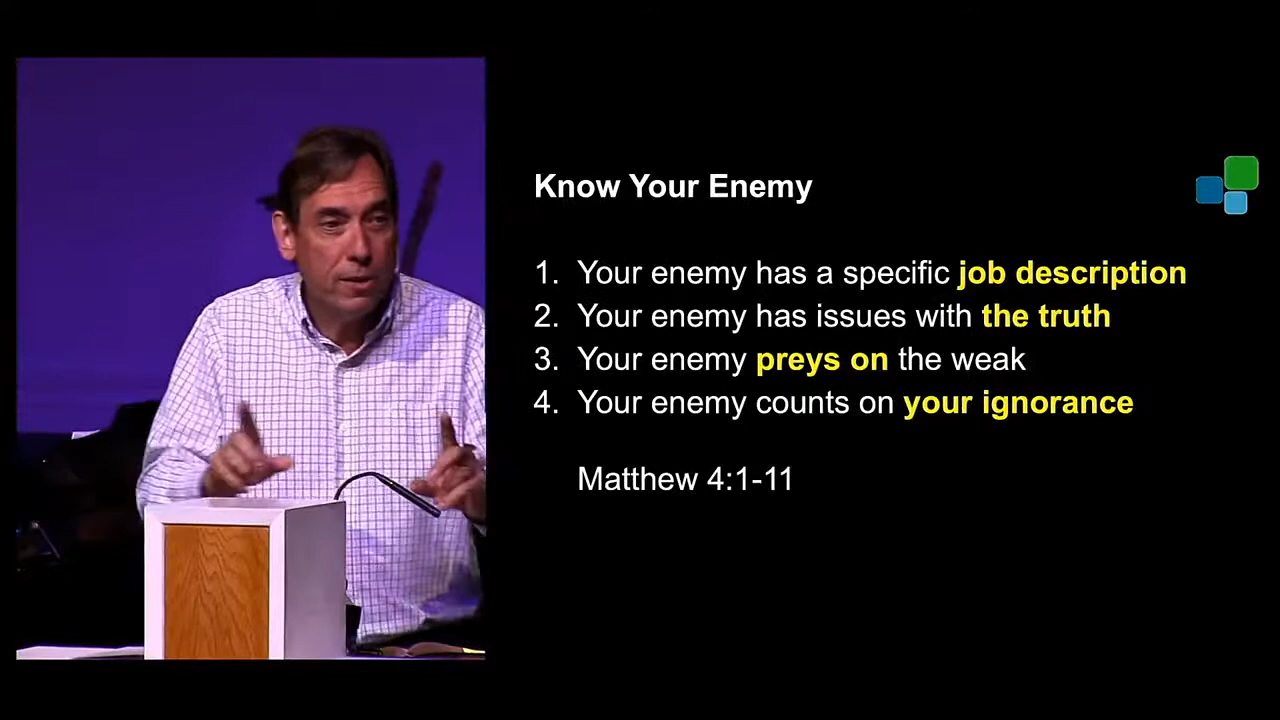 Know Your Enemy
1. Your enemy has a specific job description
2. Your enemy has issues with the truth
3. Your enemy preys on the weak
4. Your enemy counts on your ignorance
Matthew 4:1-11